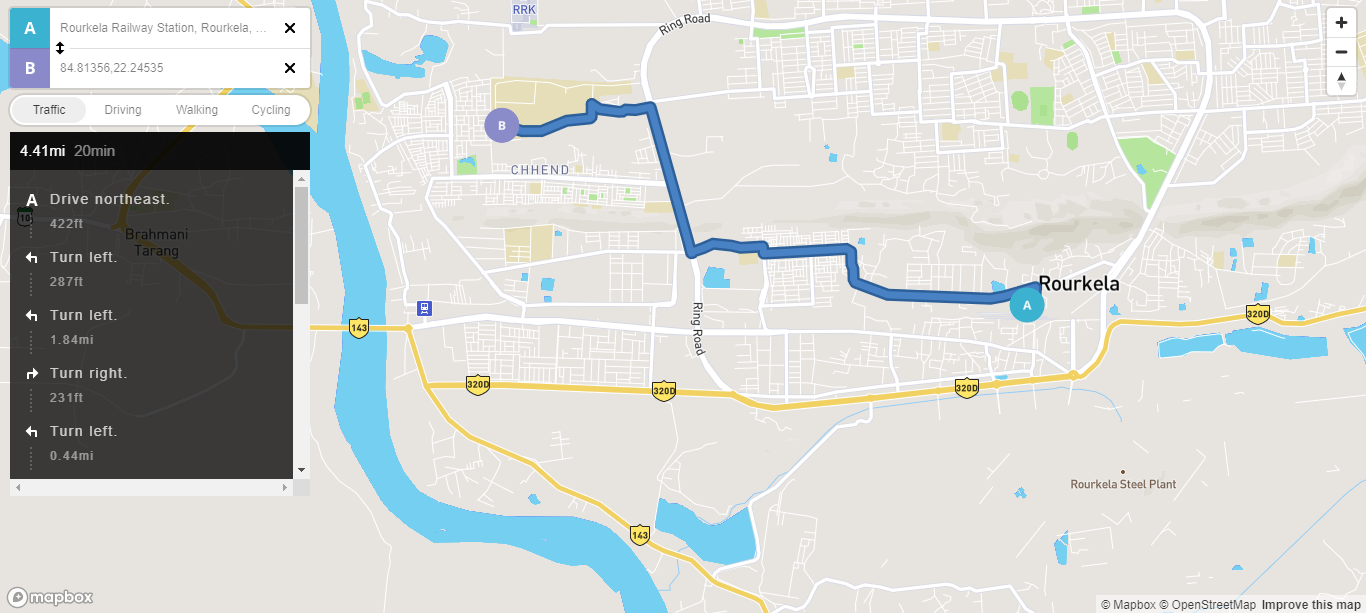 A Rourkela Railway Station, Rourkela, ...
B 84.81356,22.24535
Traffic Driving Walking Cycling
4.41mi 20min
A Drive northeast.
422ft
Turn left.
287ft
Turn left.
1.84mi
Turn right.
231ft
Turn left.
0.44mi
RRK
Ring Road
B
CHHEND
Brahmani
Tarang
Rourkela
A
Ring Road
143
320D
320D
320D
320D
143
Rourkela Steel Plant
mapbox
© Mapbox © OpenStreetMap Improve this map